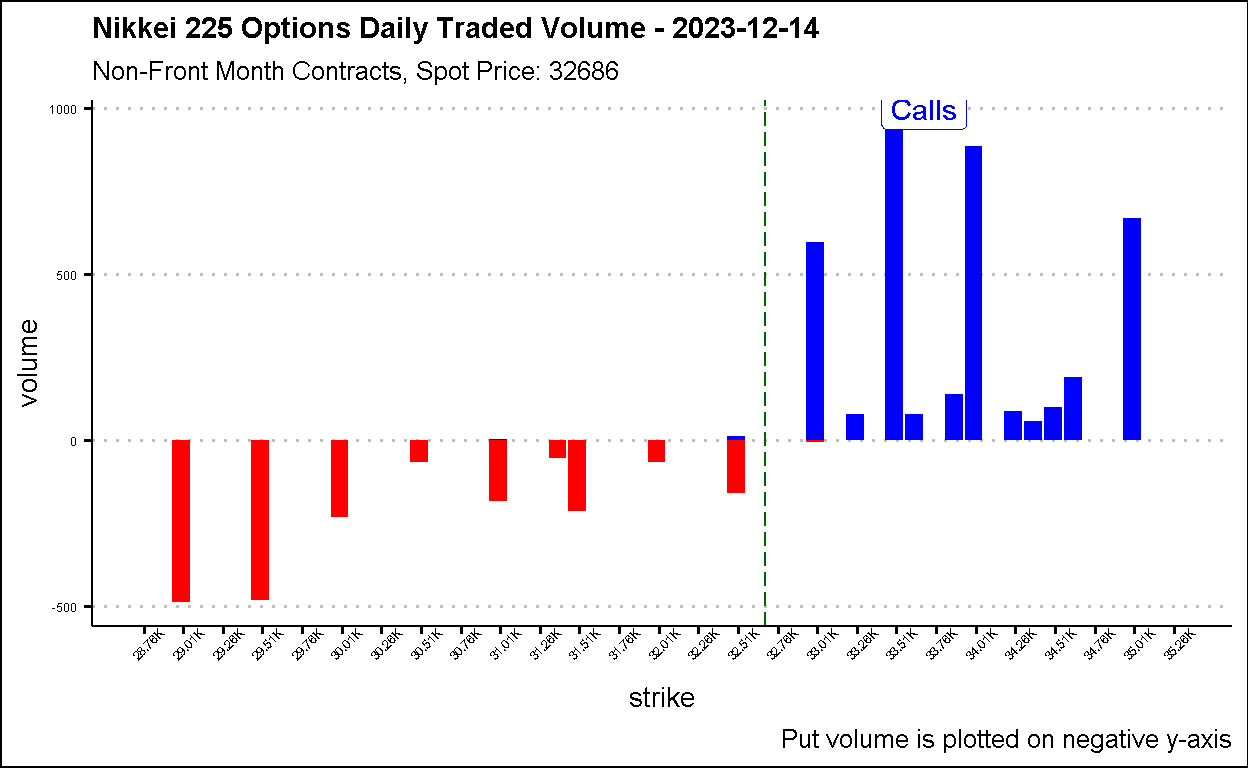 Nikkei 225 Options Daily Traded Volume - 2023-12-14
Non-Front Month Contracts, Spot Price: 32686
1000
Calls
500
volume
0
-500
28.76K 29.01K 29.26K 29.51K 29.76K 30.01K 30.26K 30.51K 30.76K 31.01K 31.26K 31.51K 31.76K 32.01K 32.26K 32.51K 32.76K 33.01K 33.26K 33.51K 33.76K 34.01K 34.26K 34.51K 34.76K 35.01K 35.26K
strike
Put volume is plotted on negative y-axis